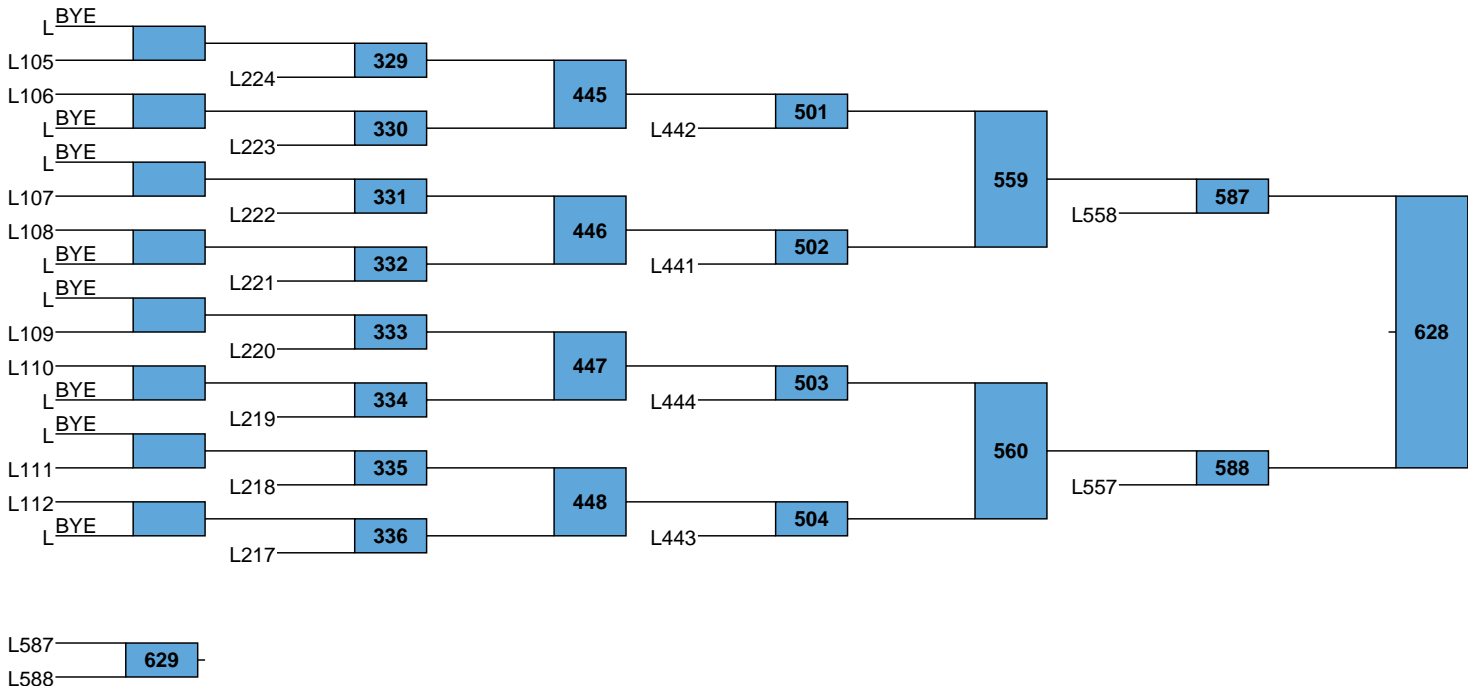 L BYE
L105
L224
329
L106
L BYE
L223
330
445
L442
501
L BYE
L107
L222
331
L108
L BYE
L221
332
446
L441
502
559
L558
587
L BYE
L109
L220
333
L110
L BYE
L219
334
447
L444
503
L BYE
L111
L218
335
L112
L BYE
L217
336
448
L443
504
560
L557
588
628
L587
L588
629